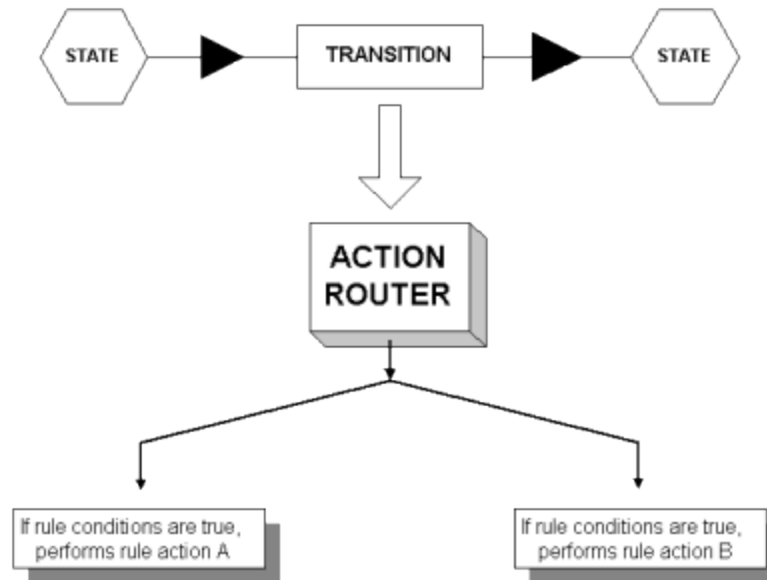 STATE
TRANSITION
STATE
ACTION
ROUTER
If rule conditions are true,
performs rule action A
If rule conditions are true,
performs rule action B